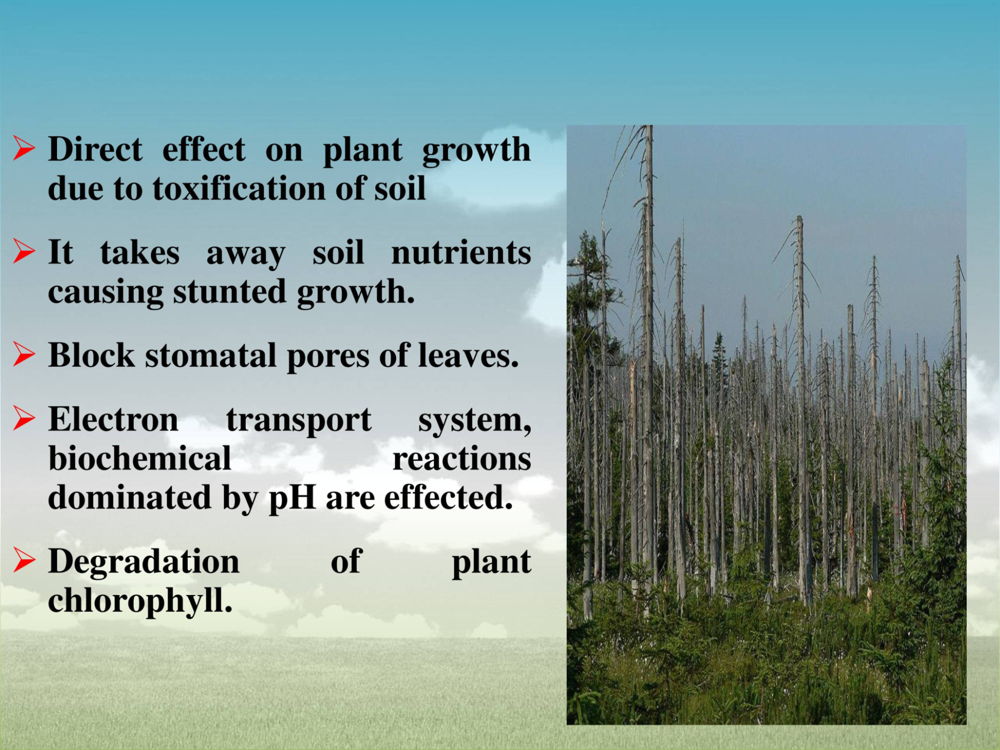 Direct effect on plant growth
due to toxification of soil
It takes away soil nutrients
causing stunted growth.
Block stomatal pores of leaves.
Electron transport system,
biochemical reactions
dominated by pH are effected.
Degradation of plant
chlorophyll.